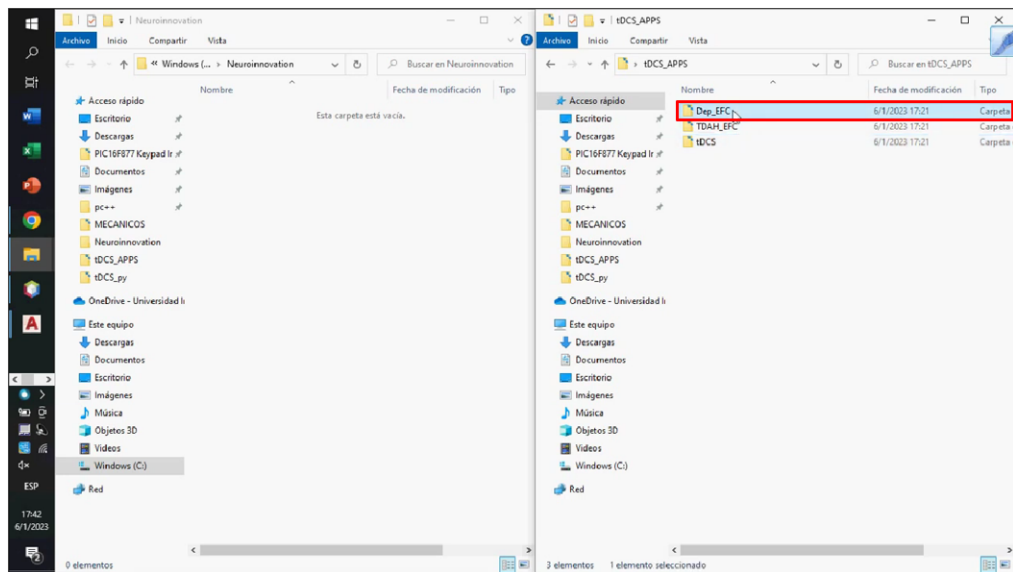 Neuroinnovation
Archivo Inicio Compartir Vista
« Windows (... › Neuroinnovation
Buscar en Neuroinnovation
Nombre Fecha de modificación Tipo
Esta carpeta está vacía.
Acceso rápido
Escritorio
Descargas
PIC16F877 Keypad Ir
Documentos
Imágenes
pc++
MECANICOS
Neuroinnovation
tDCS_APPS
tDCS_py
OneDrive - Universidad I
Este equipo
Descargas
Documentos
Escritorio
Imágenes
Música
Objetos 3D
Videos
Windows (C:)
Red
0 elementos
ESP
17:42
6/1/2023
tDCS_APPS
Archivo Inicio Compartir Vista
› tDCS_APPS
Buscar en tDCS_APPS
Nombre Fecha de modificación Tipo
Dep_EFC 6/1/2023 17:21 Carpeta
TDAH_EFC 6/1/2023 17:21 Carpeta
tDCS 6/1/2023 17:21 Carpeta
Acceso rápido
Escritorio
Descargas
PIC16F877 Keypad Ir
Documentos
Imágenes
pc++
MECANICOS
Neuroinnovation
tDCS_APPS
tDCS_py
OneDrive - Universidad I
Este equipo
Descargas
Documentos
Escritorio
Imágenes
Música
Objetos 3D
Videos
Windows (C:)
Red
3 elementos 1 elemento seleccionado